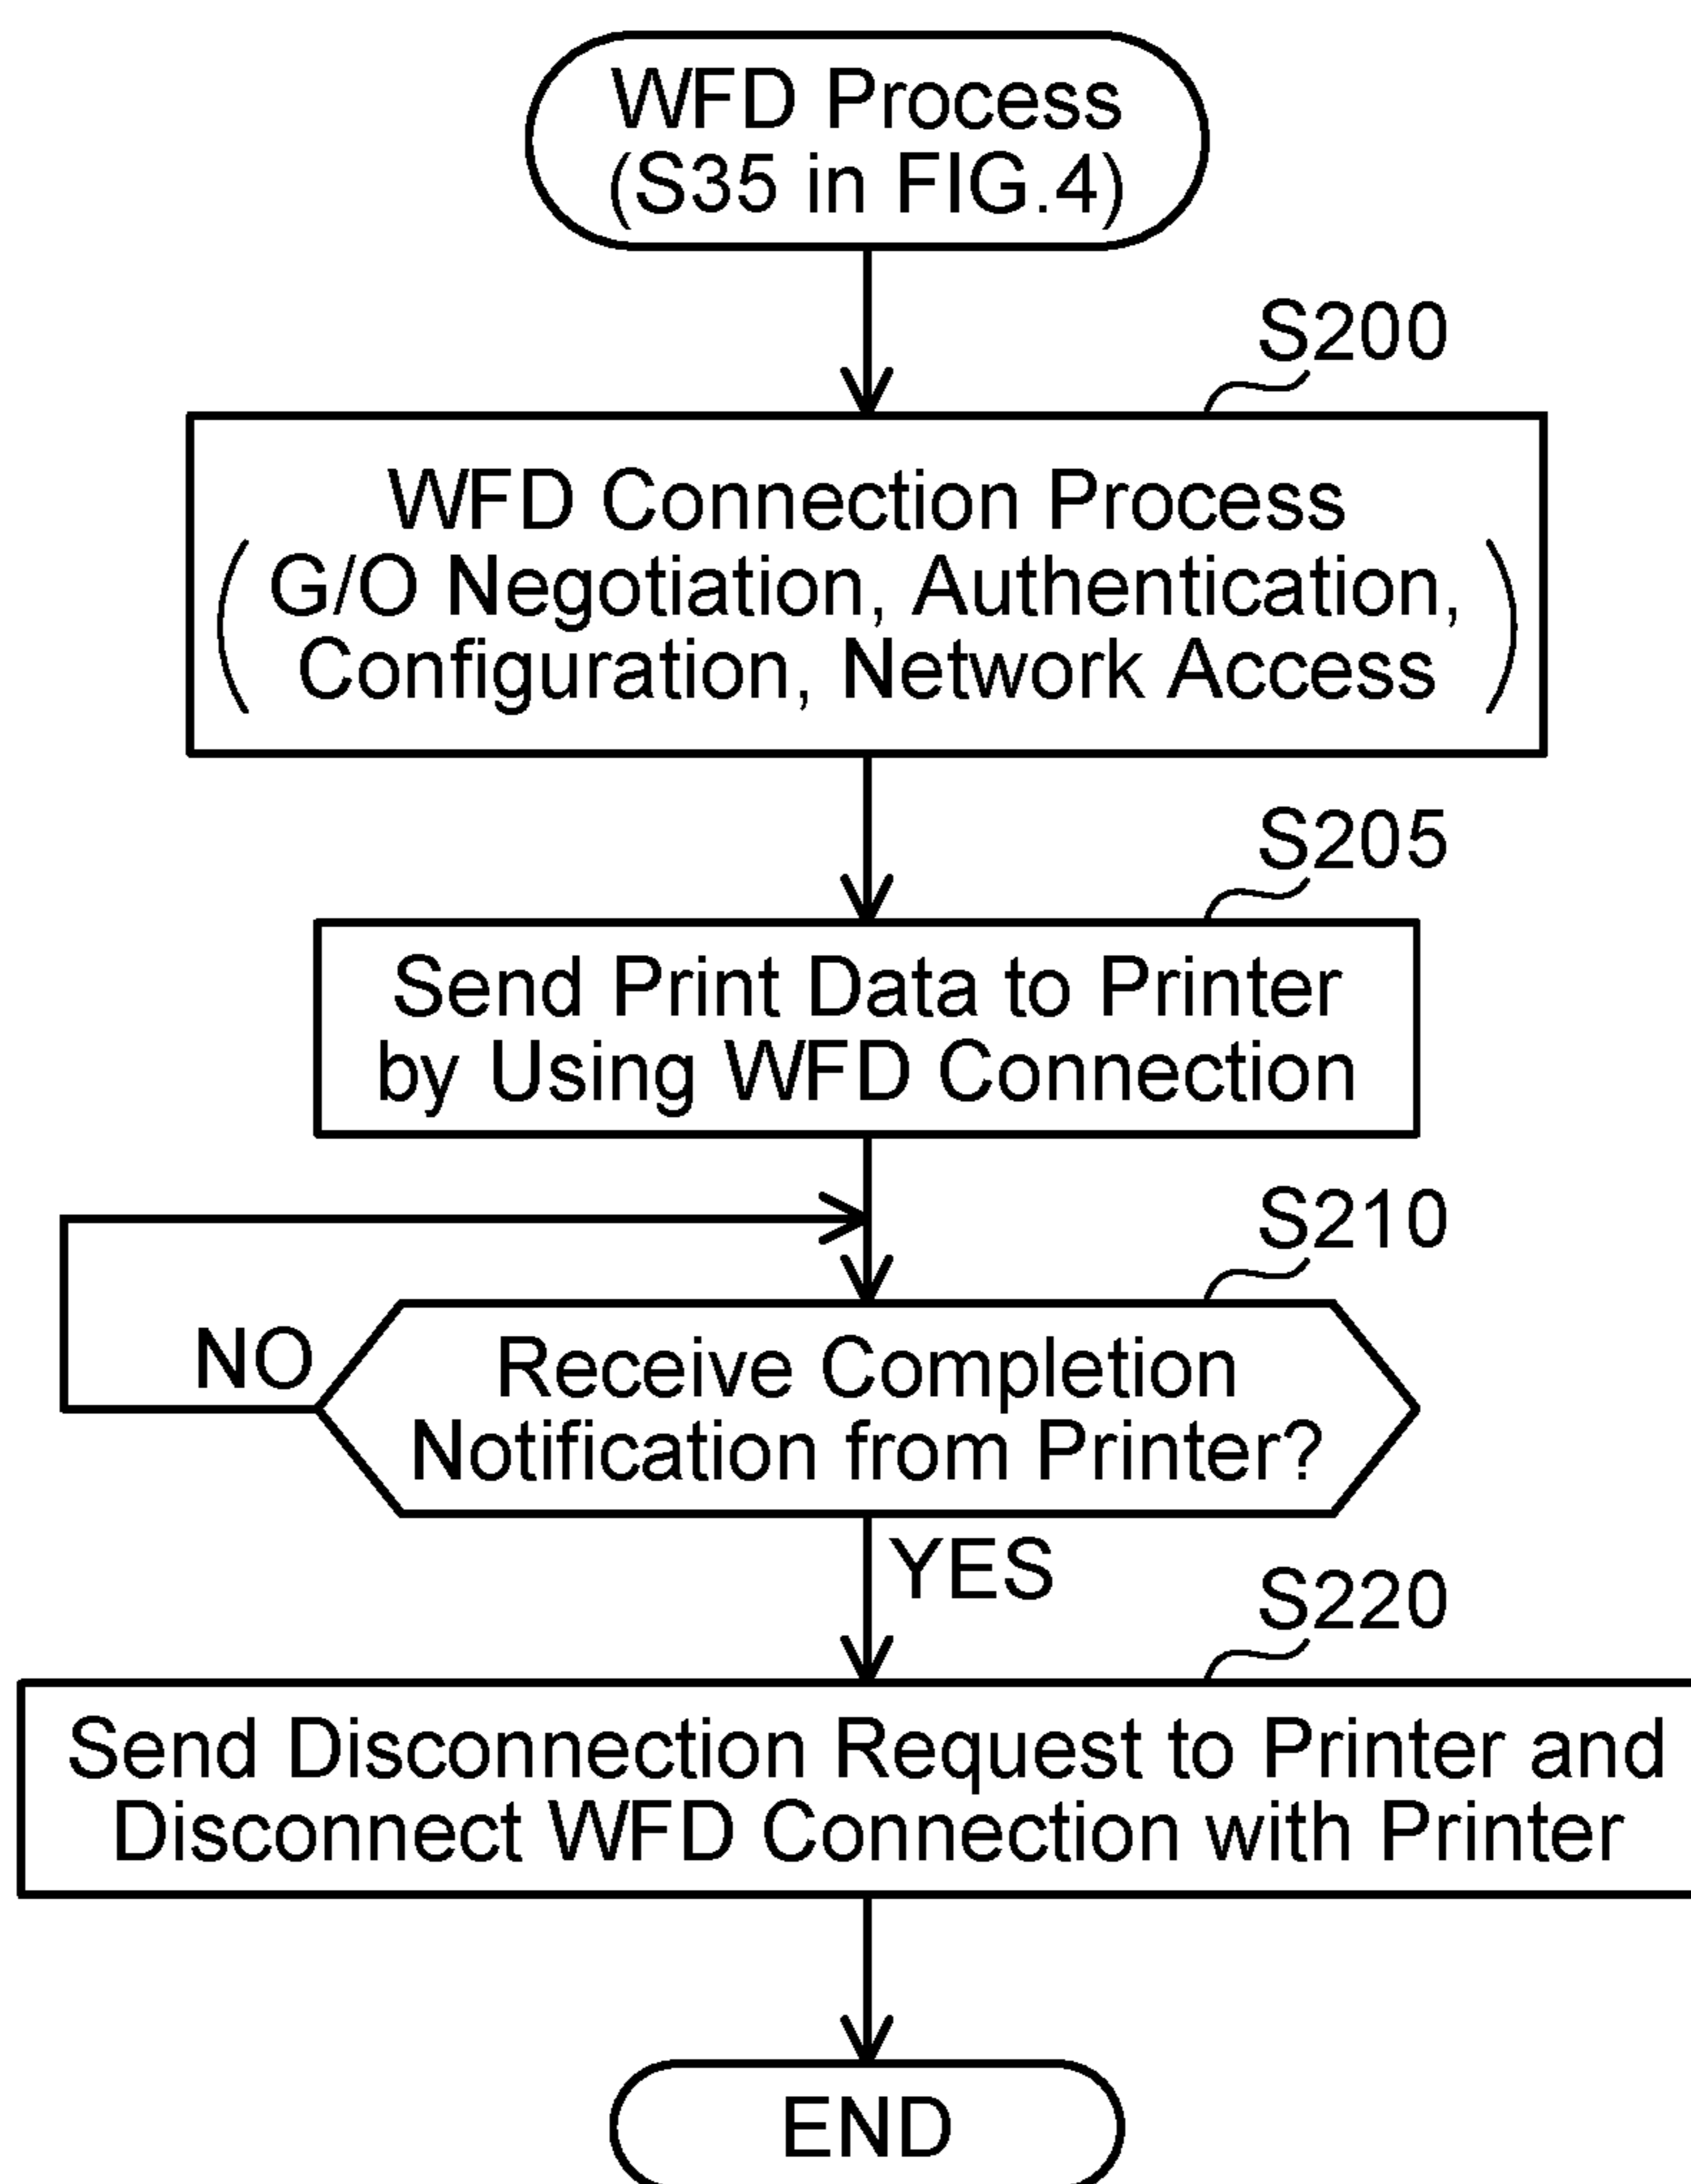 WFD Process
(S35 in FIG.4)
S200
WFD Connection Process
(G/O Negotiation, Authentication,
Configuration, Network Access)
S205
Send Print Data to Printer
by Using WFD Connection
S210
NO
Receive Completion
Notification from Printer?
YES
S220
Send Disconnection Request to Printer and
Disconnect WFD Connection with Printer
END